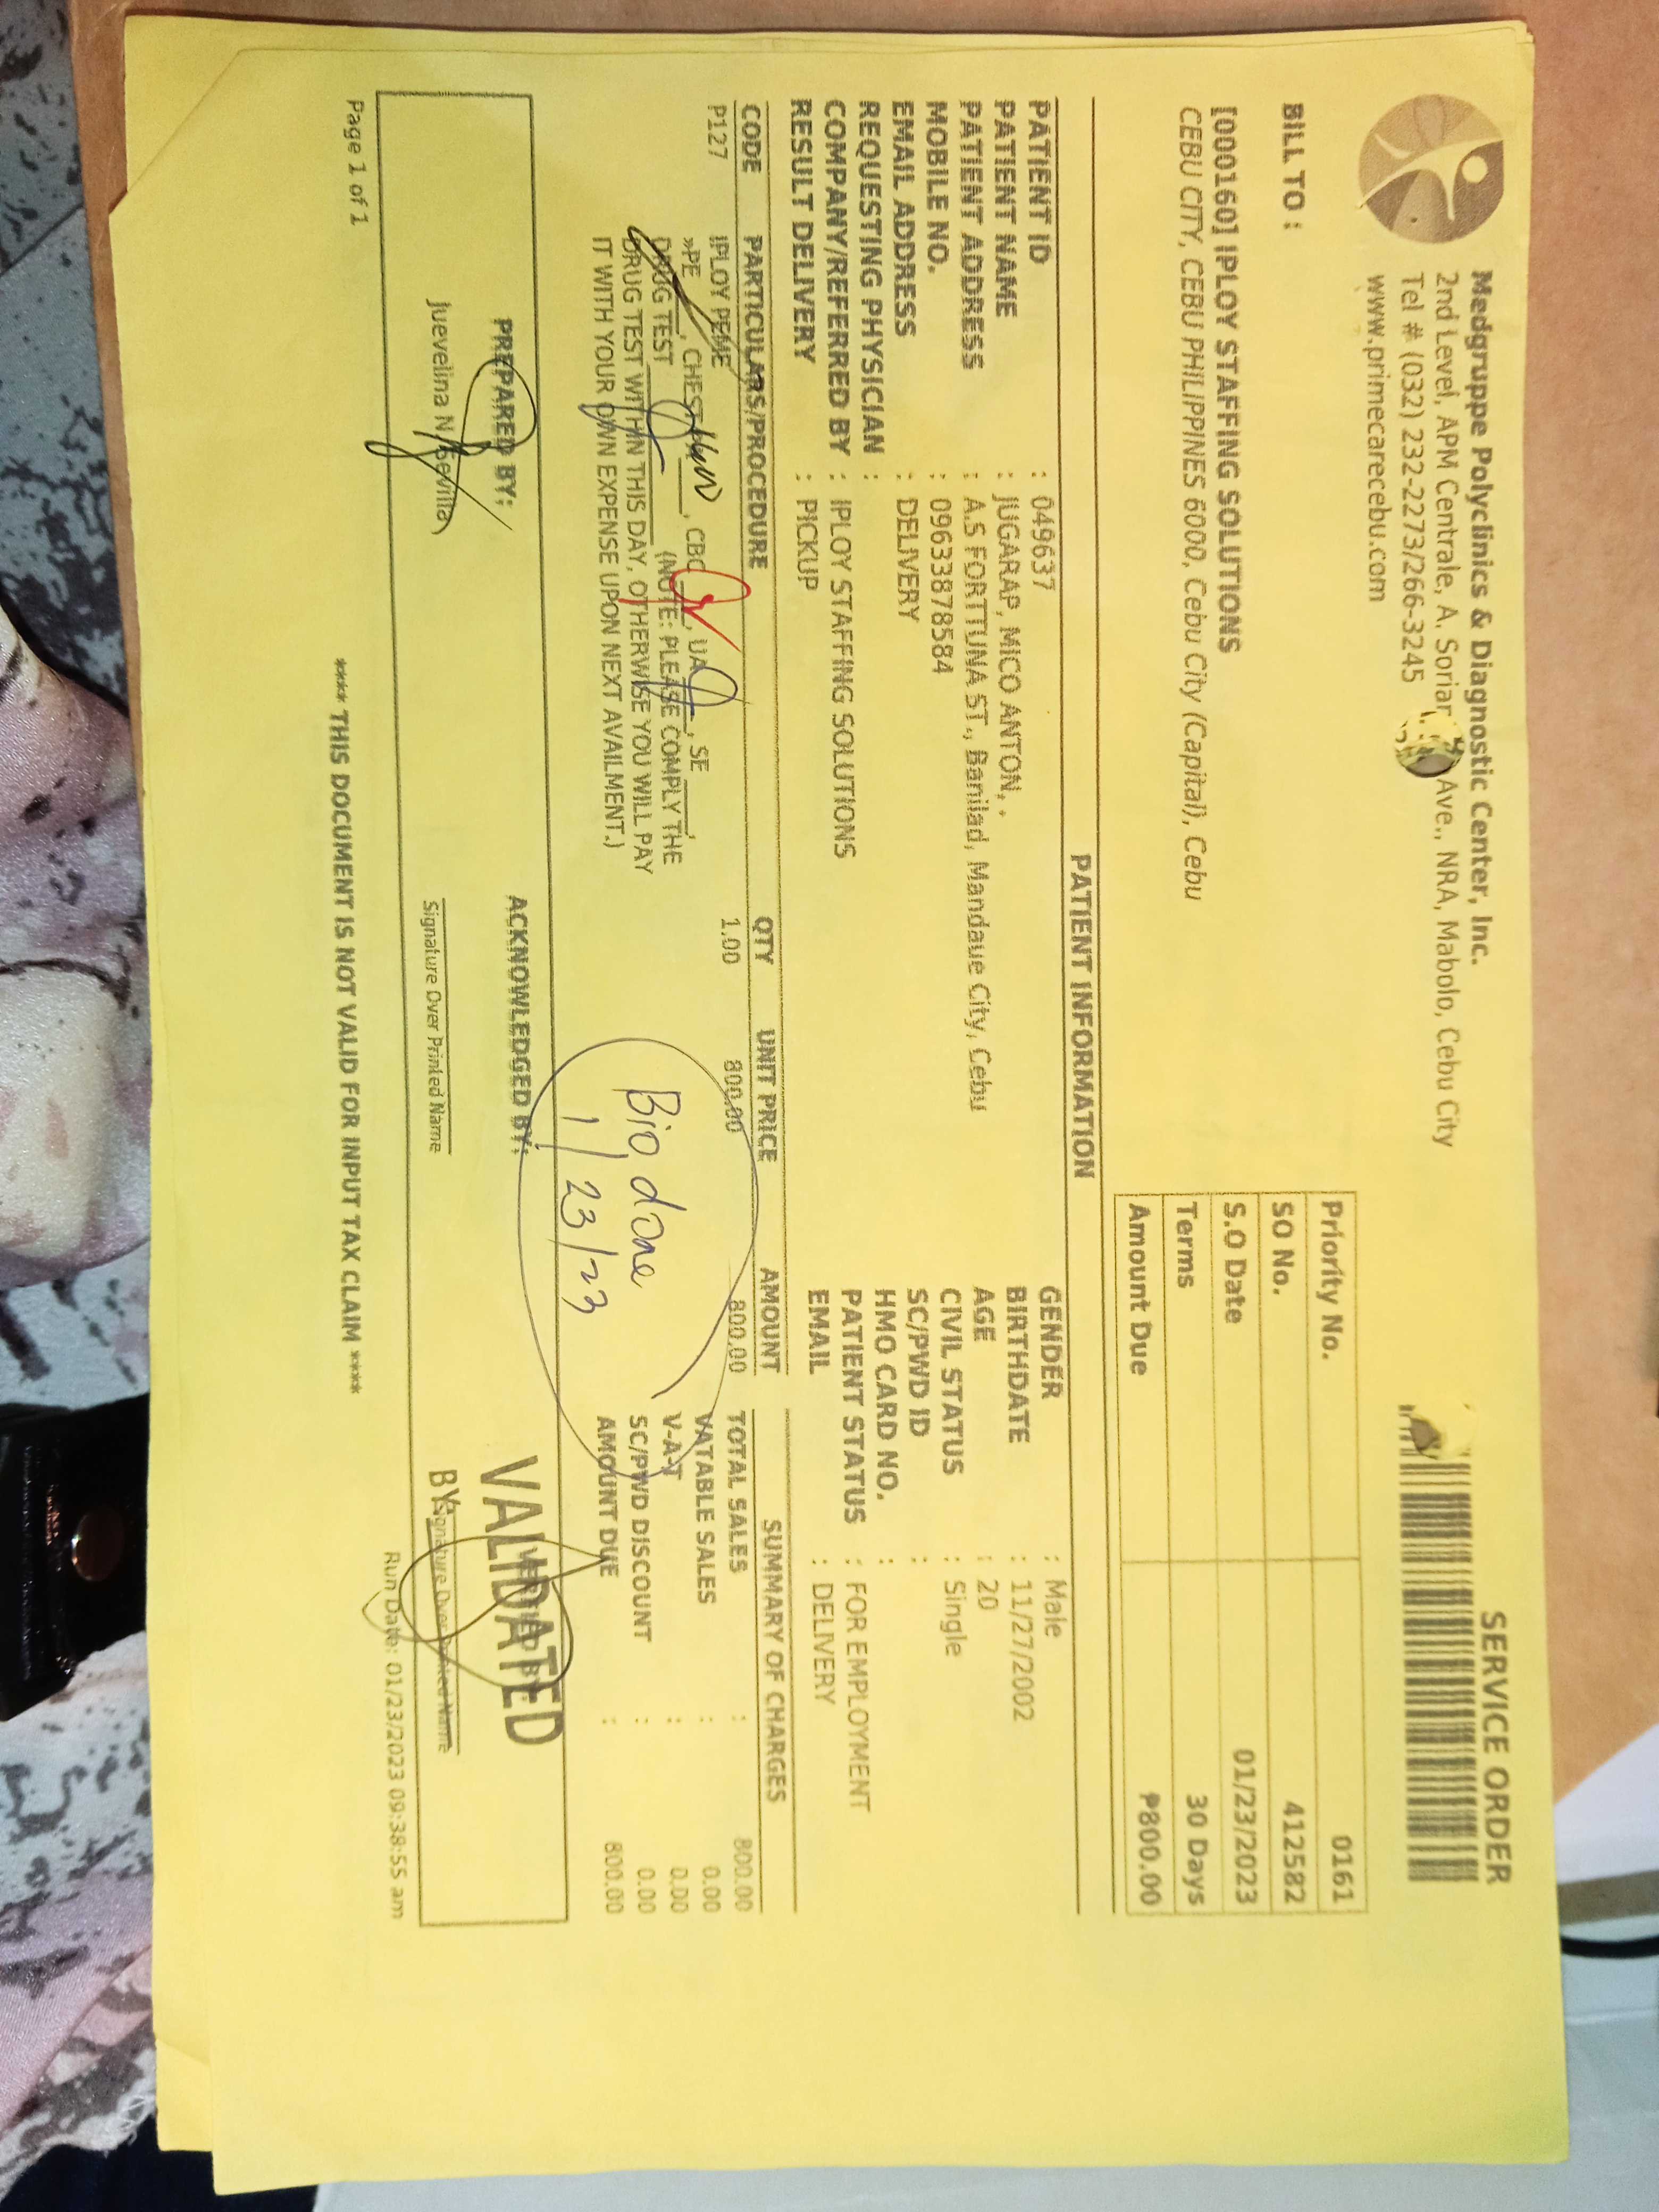 Medgruppe Polyclinics & Diagnostic Center, Inc.
2nd Level, APM Centrale, A. Soriano Ave., NRA, Mabolo, Cebu City
Tel # (032) 232-2273/266-3245
www.primecarecebu.com
SERVICE ORDER
BILL TO :
[000160] IPLOY STAFFING SOLUTIONS
CEBU CITY, CEBU PHILIPPINES 6000, Cebu City (Capital), Cebu
Priority No. 0161
SO No. 412582
S.O Date 01/23/2023
Terms 30 Days
Amount Due ₱800.00
PATIENT INFORMATION
PATIENT ID : 049637
PATIENT NAME : JUGARAP, MICO ANTON, .
PATIENT ADDRESS : A.S FORTTUNA ST., Banilad, Mandaue City, Cebu
MOBILE NO. : 09633878584
EMAIL ADDRESS : DELIVERY
REQUESTING PHYSICIAN :
COMPANY/REFERRED BY : IPLOY STAFFING SOLUTIONS
RESULT DELIVERY : PICKUP
GENDER : Male
BIRTHDATE : 11/27/2002
AGE : 20
CIVIL STATUS : Single
SC/PWD ID :
HMO CARD NO. :
PATIENT STATUS : FOR EMPLOYMENT
EMAIL : DELIVERY
CODE PARTICULARS/PROCEDURE QTY UNIT PRICE AMOUNT
P127 IPLOY PEME 1.00 800.00 800.00
»PE, CHEST, CBC, UA, SE,
DRUG TEST (NOTE: PLEASE COMPLY THE
DRUG TEST WITHIN THIS DAY, OTHERWISE YOU WILL PAY
IT WITH YOUR OWN EXPENSE UPON NEXT AVAILMENT.)
Bio done
1/23/23
SUMMARY OF CHARGES
TOTAL SALES : 800.00
VATABLE SALES : 0.00
V-A-T : 0.00
SC/PWD DISCOUNT : 0.00
AMOUNT DUE : 800.00
PREPARED BY:
Juevelina N. Sevilla
ACKNOWLEDGED BY:
Signature Over Printed Name
VALIDATED
BY:
Signature Over Printed Name
Page 1 of 1
*** THIS DOCUMENT IS NOT VALID FOR INPUT TAX CLAIM ***
Run Date: 01/23/2023 09:38:55 am